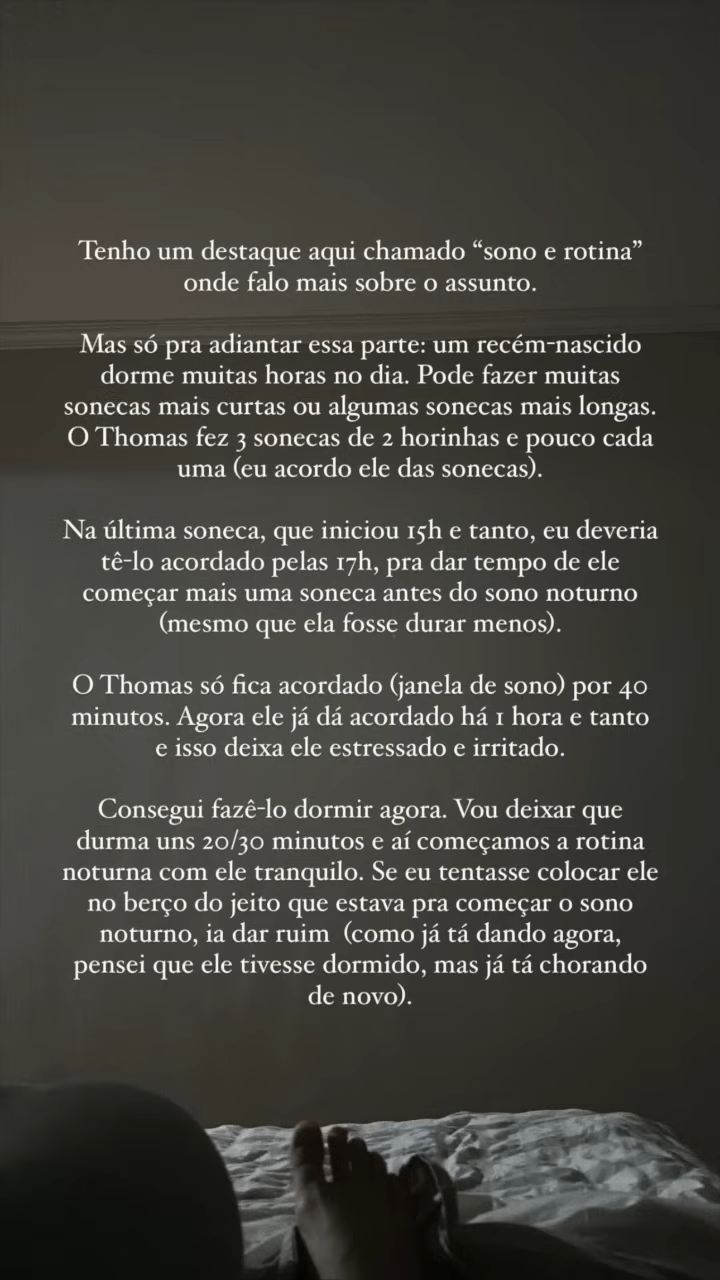 Tenho um destaque aqui chamado “sono e rotina”
onde falo mais sobre o assunto.
Mas só pra adiantar essa parte: um recém-nascido
dorme muitas horas no dia. Pode fazer muitas
sonecas mais curtas ou algumas sonecas mais longas.
O Thomas fez 3 sonecas de 2 horinhas e pouco cada
uma (eu acordo ele das sonecas).
Na última soneca, que iniciou 15h e tanto, eu deveria
tê-lo acordado pelas 17h, pra dar tempo de ele
começar mais uma soneca antes do sono noturno
(mesmo que ela fosse durar menos).
O Thomas só fica acordado (janela de sono) por 40
minutos. Agora ele já dá acordado há 1 hora e tanto
e isso deixa ele estressado e irritado.
Consegui fazê-lo dormir agora. Vou deixar que
durma uns 20/30 minutos e aí começamos a rotina
noturna com ele tranquilo. Se eu tentasse colocar ele
no berço do jeito que estava pra começar o sono
noturno, ia dar ruim (como já tá dando agora,
pensei que ele tivesse dormido, mas já tá chorando
de novo).